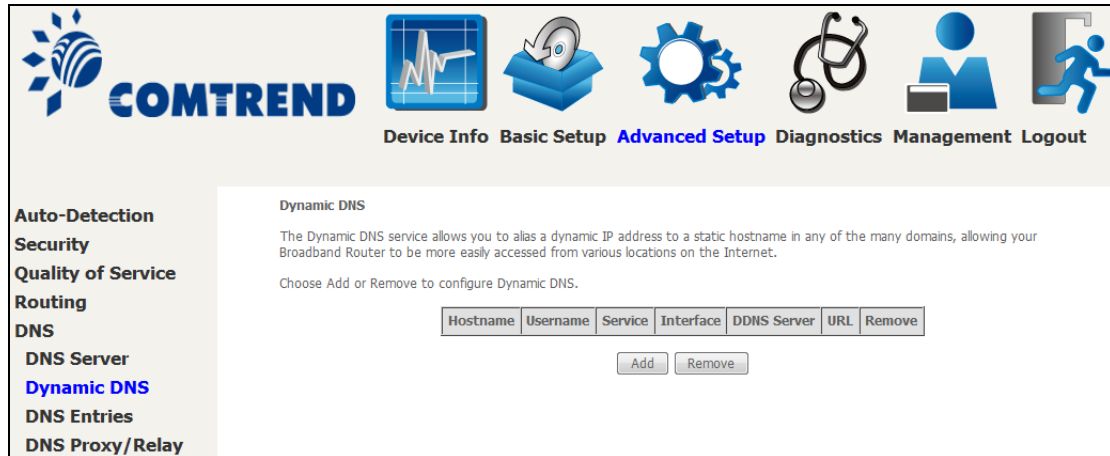 COMTREND
Device Info Basic Setup Advanced Setup Diagnostics Management Logout
Auto-Detection
Security
Quality of Service
Routing
DNS
DNS Server
Dynamic DNS
DNS Entries
DNS Proxy/Relay
Dynamic DNS
The Dynamic DNS service allows you to alias a dynamic IP address to a static hostname in any of the many domains, allowing your
Broadband Router to be more easily accessed from various locations on the Internet.
Choose Add or Remove to configure Dynamic DNS.
Hostname Username Service Interface DDNS Server URL Remove
Add Remove